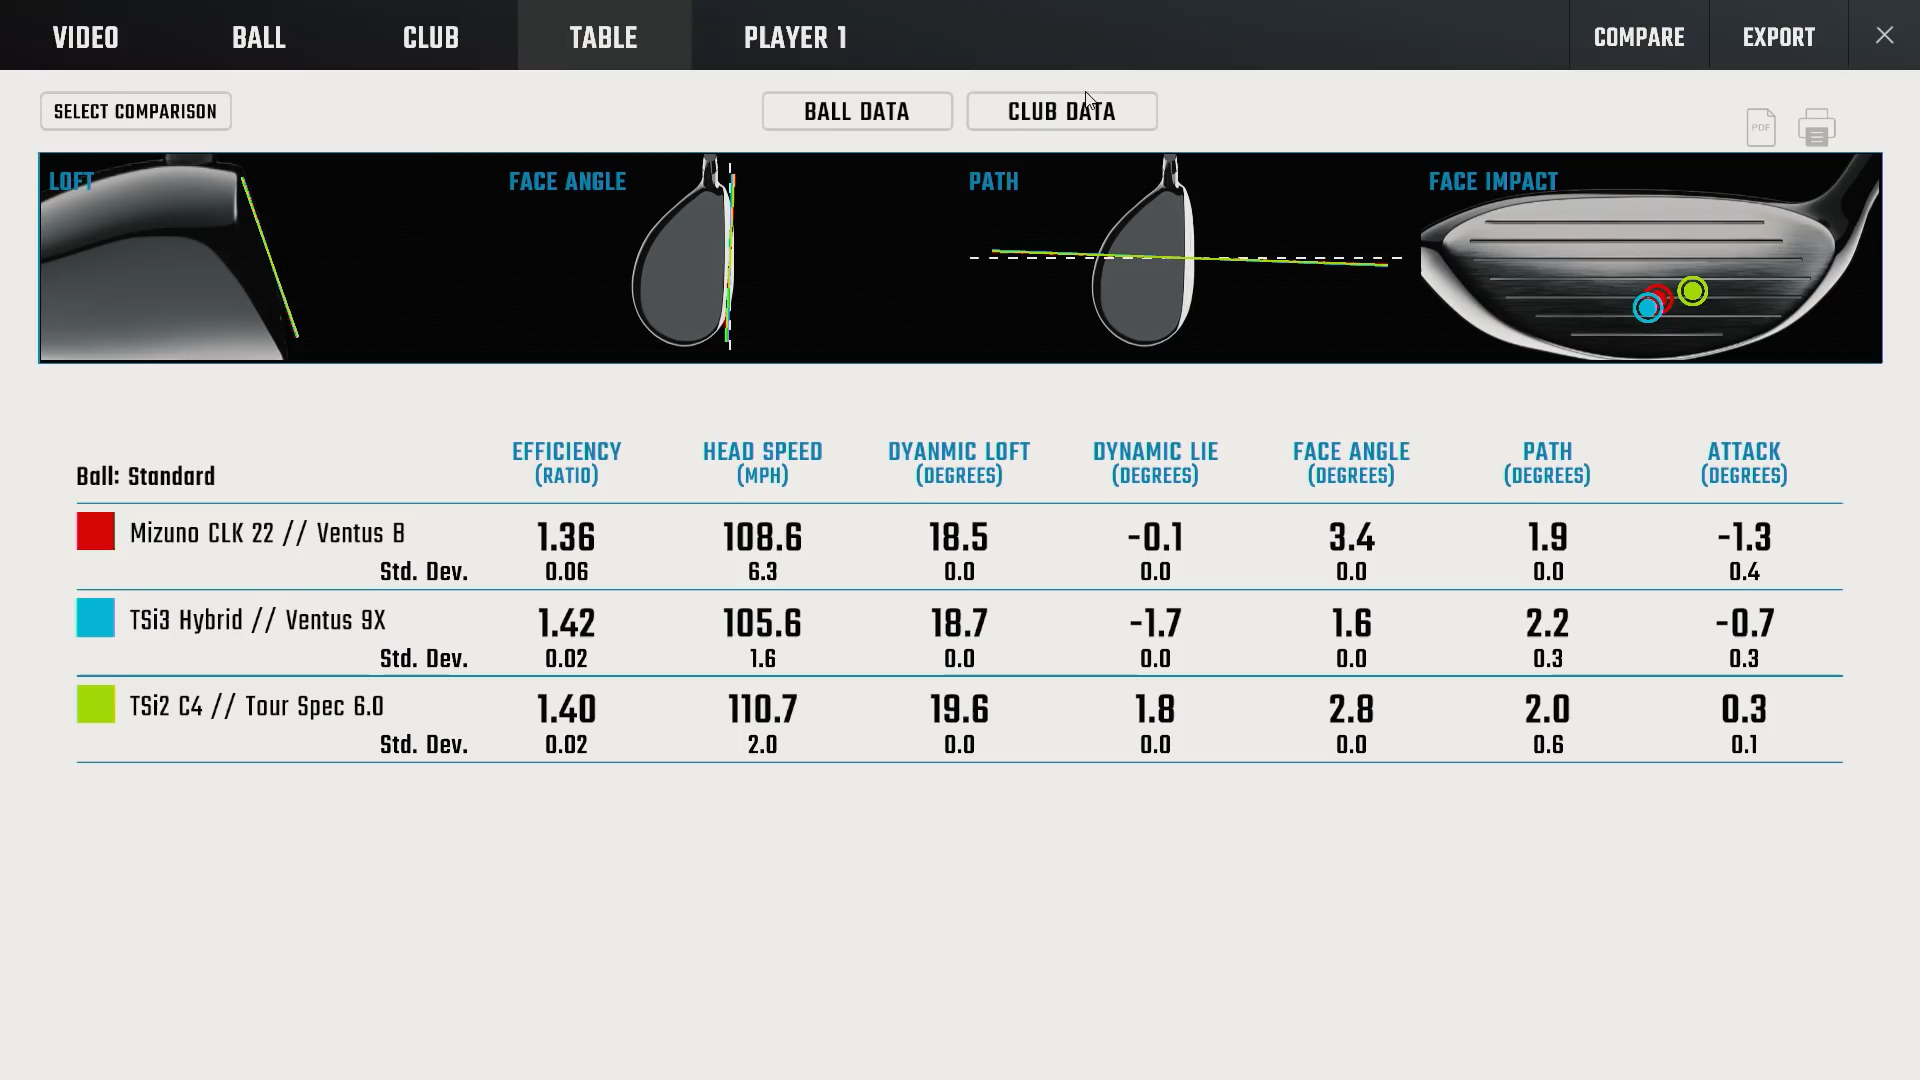 VIDEO BALL CLUB TABLE PLAYER 1 COMPARE EXPORT
SELECT COMPARISON BALL DATA CLUB DATA PDF
LOFT FACE ANGLE PATH FACE IMPACT
EFFICIENCY HEAD SPEED DYANMIC LOFT DYNAMIC LIE FACE ANGLE PATH ATTACK
Ball: Standard (RATIO) (MPH) (DEGREES) (DEGREES) (DEGREES) (DEGREES) (DEGREES)
Mizuno CLK 22 // Ventus B 1.36 108.6 18.5 -0.1 3.4 1.9 -1.3
Std. Dev. 0.06 6.3 0.0 0.0 0.0 0.0 0.4
TSi3 Hybrid // Ventus 9X 1.42 105.6 18.7 -1.7 1.6 2.2 -0.7
Std. Dev. 0.02 1.6 0.0 0.0 0.0 0.3 0.3
TSi2 C4 // Tour Spec 6.0 1.40 110.7 19.6 1.8 2.8 2.0 0.3
Std. Dev. 0.02 2.0 0.0 0.0 0.0 0.6 0.1